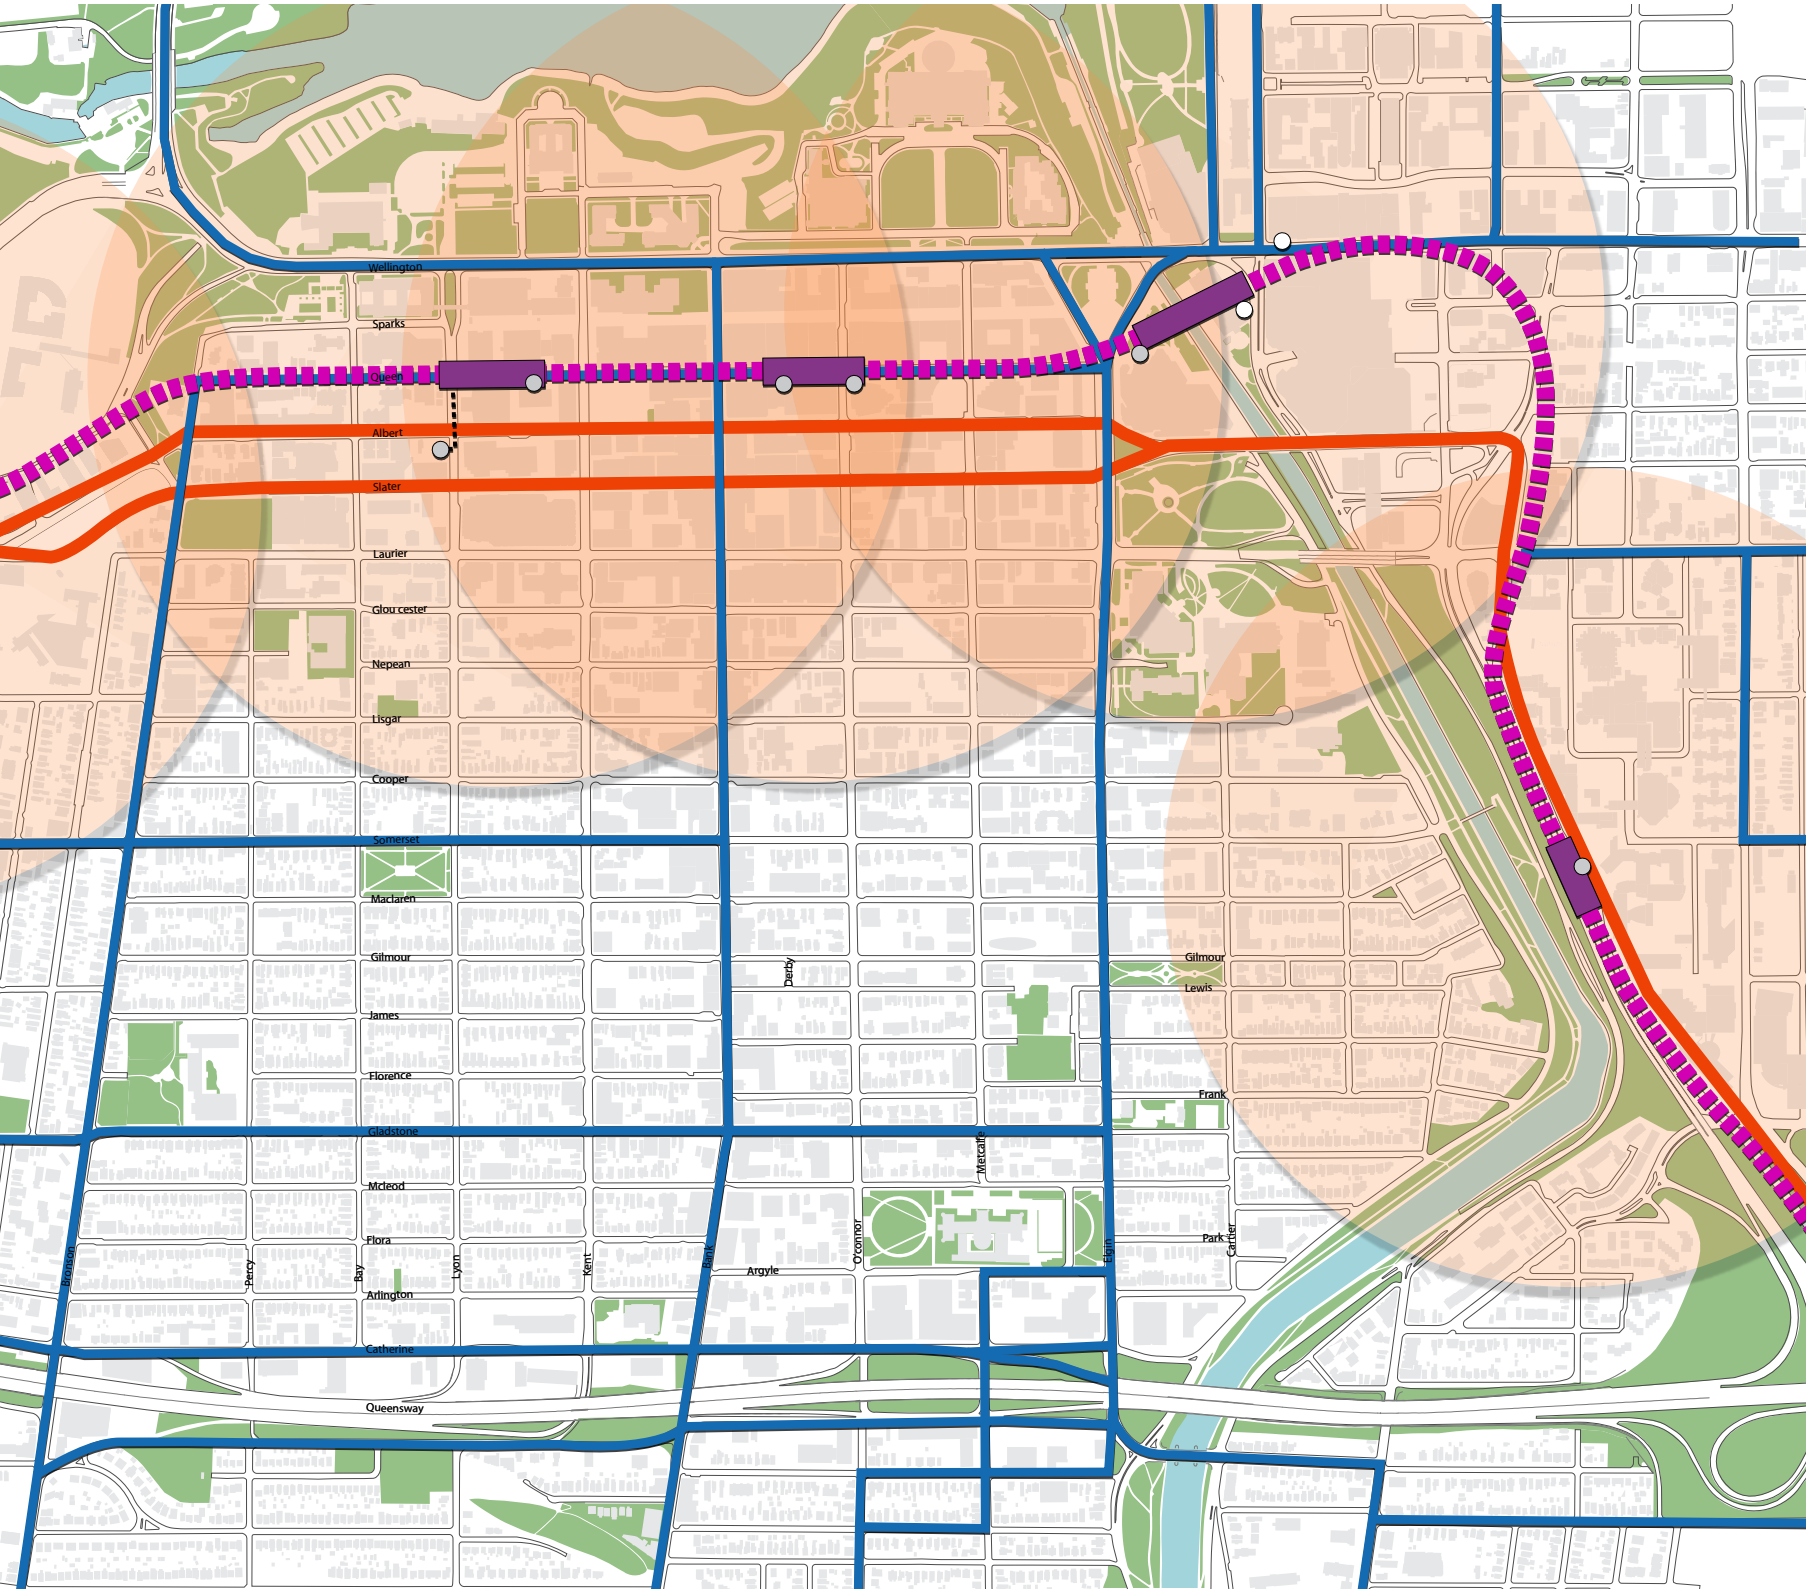 Wellington
Sparks
Queen
Albert
Slater
Laurier
Glou cester
Nepean
Lisgar
Cooper
Somerset
Maclaren
Gilmour
Gilmour
Derby
Lewis
James
Florence
Frank
Gladstone
Metcalfe
Mcleod
Flora
Park
Cartier
O'connor
Elgin
Bronson
Percy
Bay
Lyon
Kent
Bank
Argyle
Arlington
Catherine
Queensway